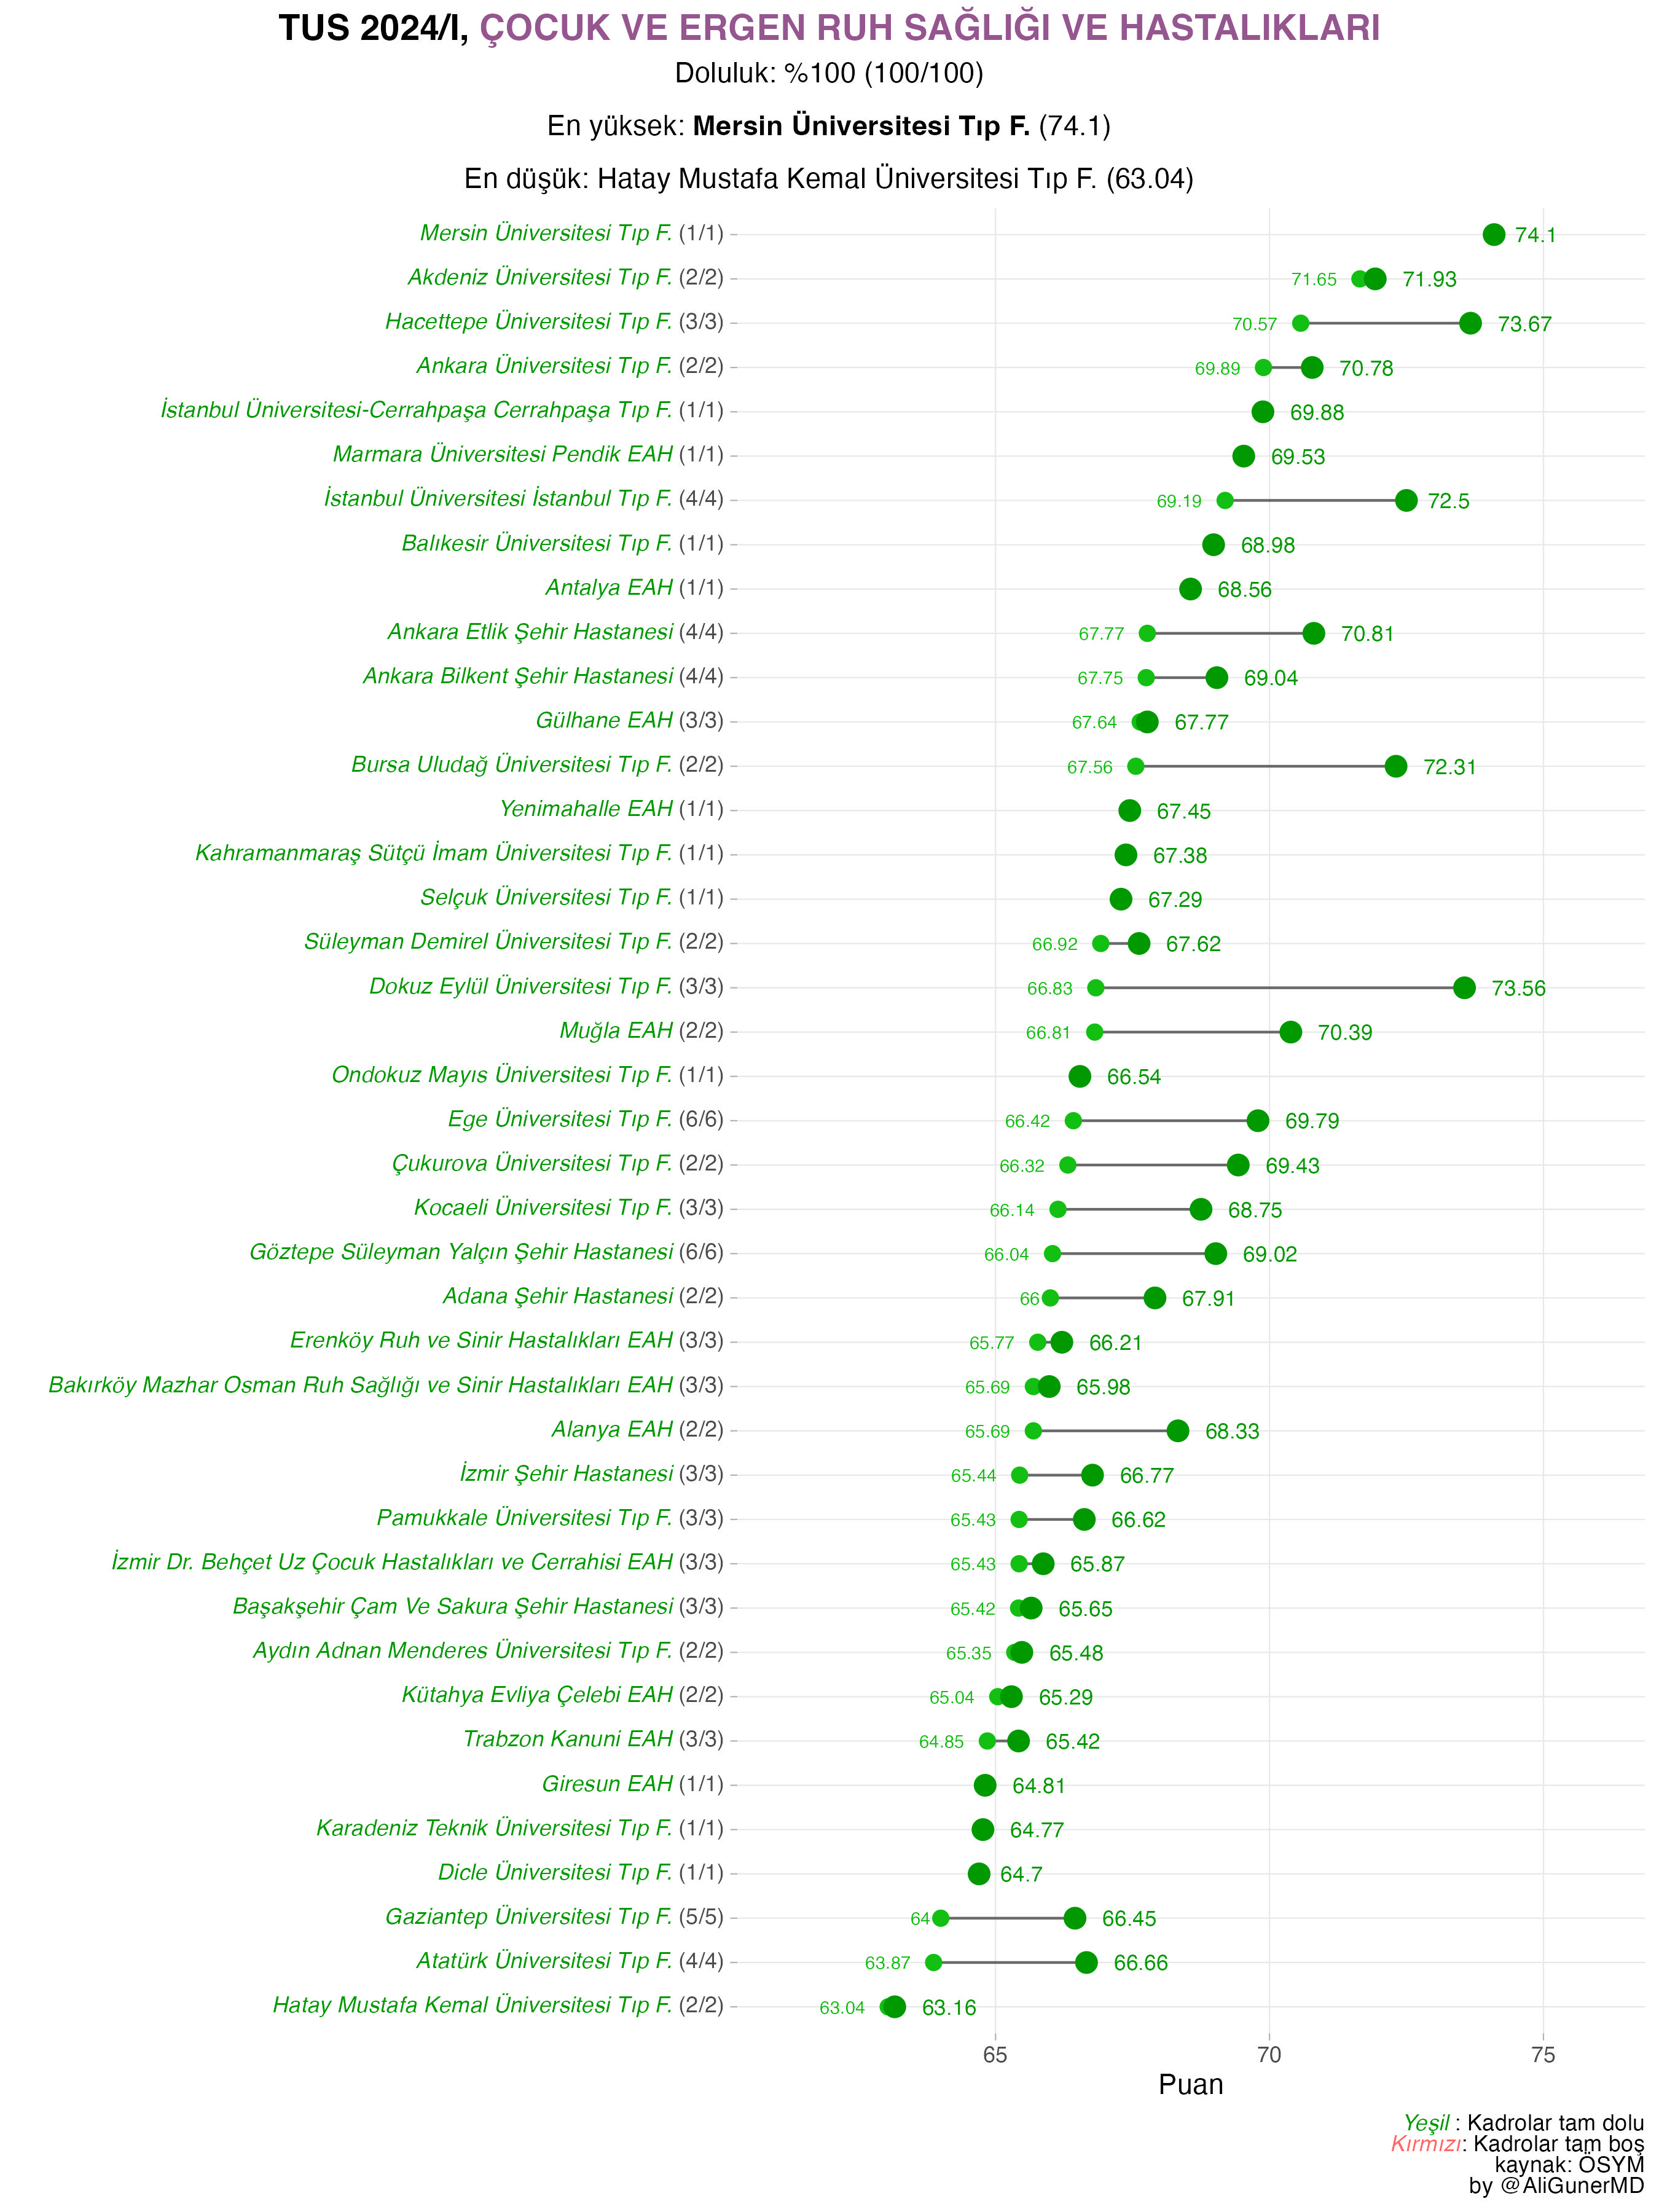 TUS 2024/I, ÇOCUK VE ERGEN RUH SAĞLIĞI VE HASTALIKLARI
Doluluk: %100 (100/100)
En yüksek: Mersin Üniversitesi Tıp F. (74.1)
En düşük: Hatay Mustafa Kemal Üniversitesi Tıp F. (63.04)
Mersin Üniversitesi Tıp F. (1/1) 74.1
Akdeniz Üniversitesi Tıp F. (2/2) 71.65 71.93
Hacettepe Üniversitesi Tıp F. (3/3) 70.57 73.67
Ankara Üniversitesi Tıp F. (2/2) 69.89 70.78
İstanbul Üniversitesi-Cerrahpaşa Cerrahpaşa Tıp F. (1/1) 69.88
Marmara Üniversitesi Pendik EAH (1/1) 69.53
İstanbul Üniversitesi İstanbul Tıp F. (4/4) 69.19 72.5
Balıkesir Üniversitesi Tıp F. (1/1) 68.98
Antalya EAH (1/1) 68.56
Ankara Etlik Şehir Hastanesi (4/4) 67.77 70.81
Ankara Bilkent Şehir Hastanesi (4/4) 67.75 69.04
Gülhane EAH (3/3) 67.64 67.77
Bursa Uludağ Üniversitesi Tıp F. (2/2) 67.56 72.31
Yenimahalle EAH (1/1) 67.45
Kahramanmaraş Sütçü İmam Üniversitesi Tıp F. (1/1) 67.38
Selçuk Üniversitesi Tıp F. (1/1) 67.29
Süleyman Demirel Üniversitesi Tıp F. (2/2) 66.92 67.62
Dokuz Eylül Üniversitesi Tıp F. (3/3) 66.83 73.56
Muğla EAH (2/2) 66.81 70.39
Ondokuz Mayıs Üniversitesi Tıp F. (1/1) 66.54
Ege Üniversitesi Tıp F. (6/6) 66.42 69.79
Çukurova Üniversitesi Tıp F. (2/2) 66.32 69.43
Kocaeli Üniversitesi Tıp F. (3/3) 66.14 68.75
Göztepe Süleyman Yalçın Şehir Hastanesi (6/6) 66.04 69.02
Adana Şehir Hastanesi (2/2) 66 67.91
Erenköy Ruh ve Sinir Hastalıkları EAH (3/3) 65.77 66.21
Bakırköy Mazhar Osman Ruh Sağlığı ve Sinir Hastalıkları EAH (3/3) 65.69 65.98
Alanya EAH (2/2) 65.69 68.33
İzmir Şehir Hastanesi (3/3) 65.44 66.77
Pamukkale Üniversitesi Tıp F. (3/3) 65.43 66.62
İzmir Dr. Behçet Uz Çocuk Hastalıkları ve Cerrahisi EAH (3/3) 65.43 65.87
Başakşehir Çam Ve Sakura Şehir Hastanesi (3/3) 65.42 65.65
Aydın Adnan Menderes Üniversitesi Tıp F. (2/2) 65.35 65.48
Kütahya Evliya Çelebi EAH (2/2) 65.04 65.29
Trabzon Kanuni EAH (3/3) 64.85 65.42
Giresun EAH (1/1) 64.81
Karadeniz Teknik Üniversitesi Tıp F. (1/1) 64.77
Dicle Üniversitesi Tıp F. (1/1) 64.7
Gaziantep Üniversitesi Tıp F. (5/5) 64 66.45
Atatürk Üniversitesi Tıp F. (4/4) 63.87 66.66
Hatay Mustafa Kemal Üniversitesi Tıp F. (2/2) 63.04 63.16
65 70 75
Puan
Yeşil : Kadrolar tam dolu
Kırmızı: Kadrolar tam boş
kaynak: ÖSYM
by @AliGunerMD